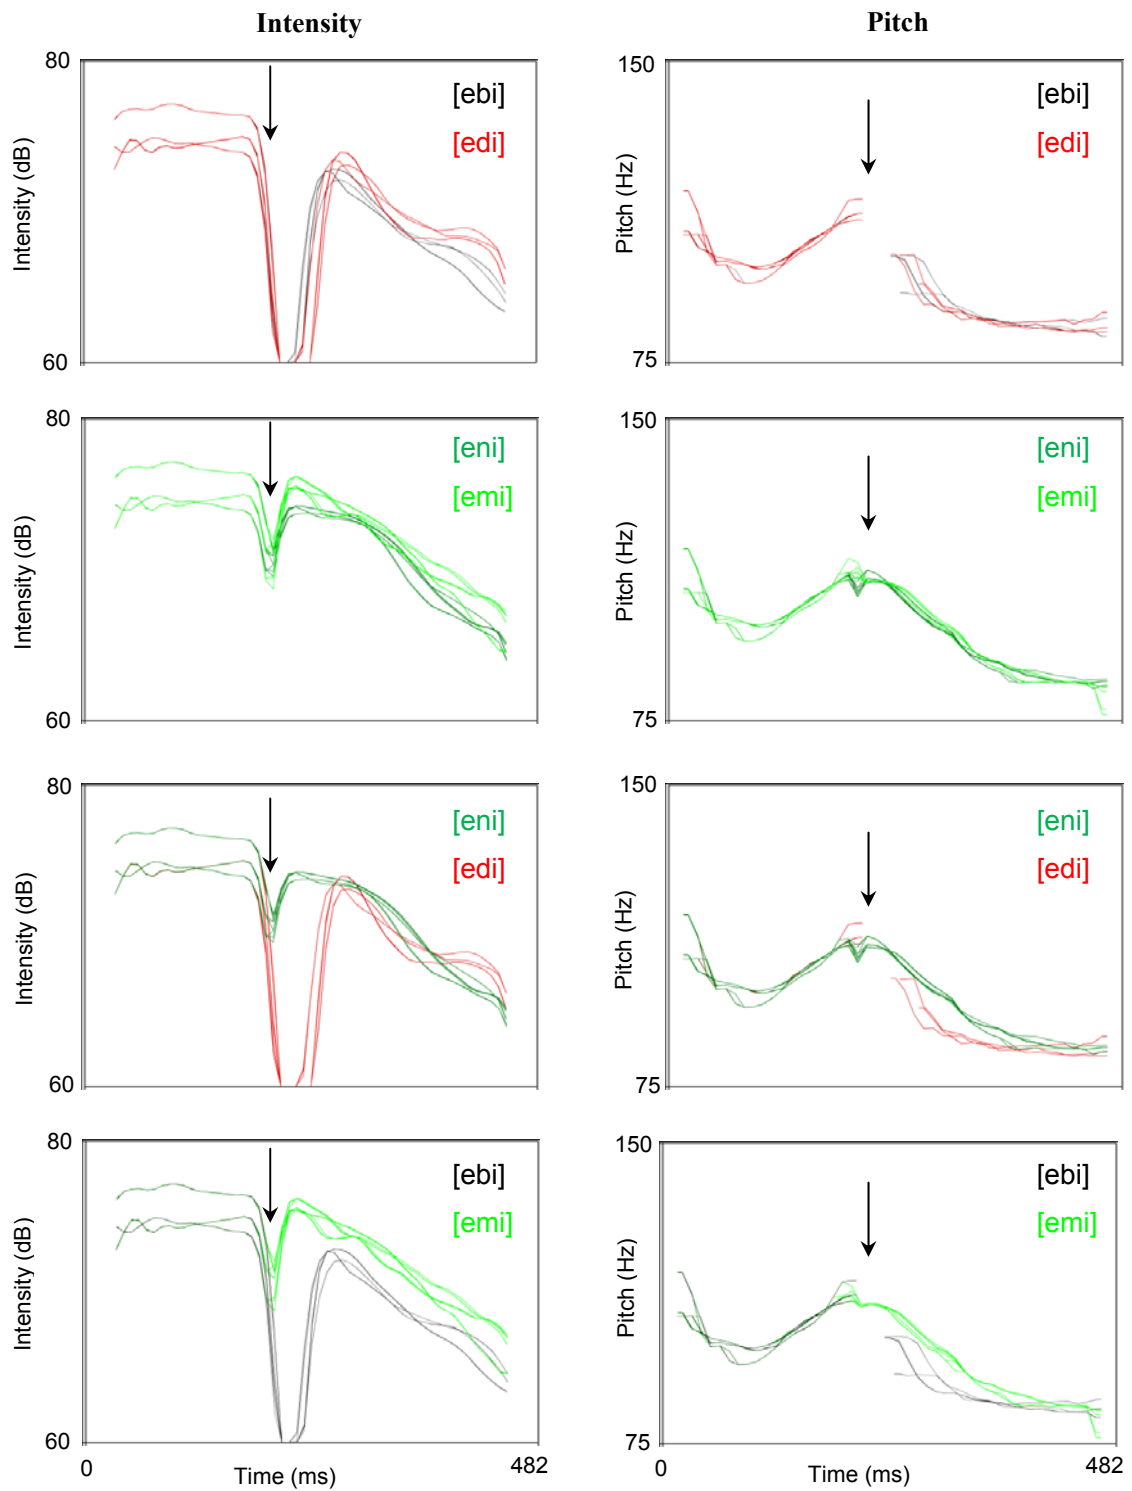 Intensity
Pitch
80
[ebi]
[edi]
Intensity (dB)
60
150
[ebi]
[edi]
Pitch (Hz)
75
80
[eni]
[emi]
Intensity (dB)
60
150
[eni]
[emi]
Pitch (Hz)
75
80
[eni]
[edi]
Intensity (dB)
60
150
[eni]
[edi]
Pitch (Hz)
75
80
[ebi]
[emi]
Intensity (dB)
60
0
Time (ms)
482
150
[ebi]
[emi]
Pitch (Hz)
75
0
Time (ms)
482